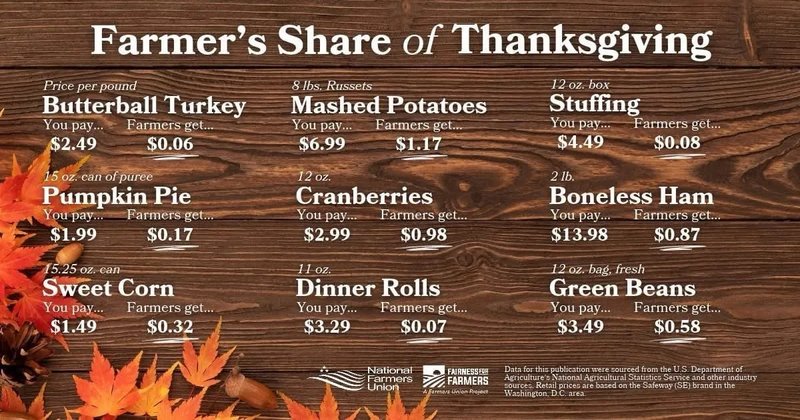 Farmer's Share of Thanksgiving
Price per pound
Butterball Turkey
You pay... Farmers get...
$2.49 $0.06
8 lbs. Russets
Mashed Potatoes
You pay... Farmers get...
$6.99 $1.17
12 oz. box
Stuffing
You pay... Farmers get...
$4.49 $0.08
15 oz. can of puree
Pumpkin Pie
You pay... Farmers get...
$1.99 $0.17
12 oz.
Cranberries
You pay... Farmers get...
$2.99 $0.98
2 lb.
Boneless Ham
You pay... Farmers get...
$13.98 $0.87
15.25 oz. can
Sweet Corn
You pay... Farmers get...
$1.49 $0.32
11 oz.
Dinner Rolls
You pay... Farmers get...
$3.29 $0.07
12 oz. bag, fresh
Green Beans
You pay... Farmers get...
$3.49 $0.58
National
Farmers
Union
FAIRNESS FOR
FARMERS
A Farmers Union Project
Data for this publication were sourced from the U.S. Department of
Agriculture's National Agricultural Statistics Service and other industry
sources. Retail prices are based on the Safeway (SE) brand in the
Washington, D.C. area.